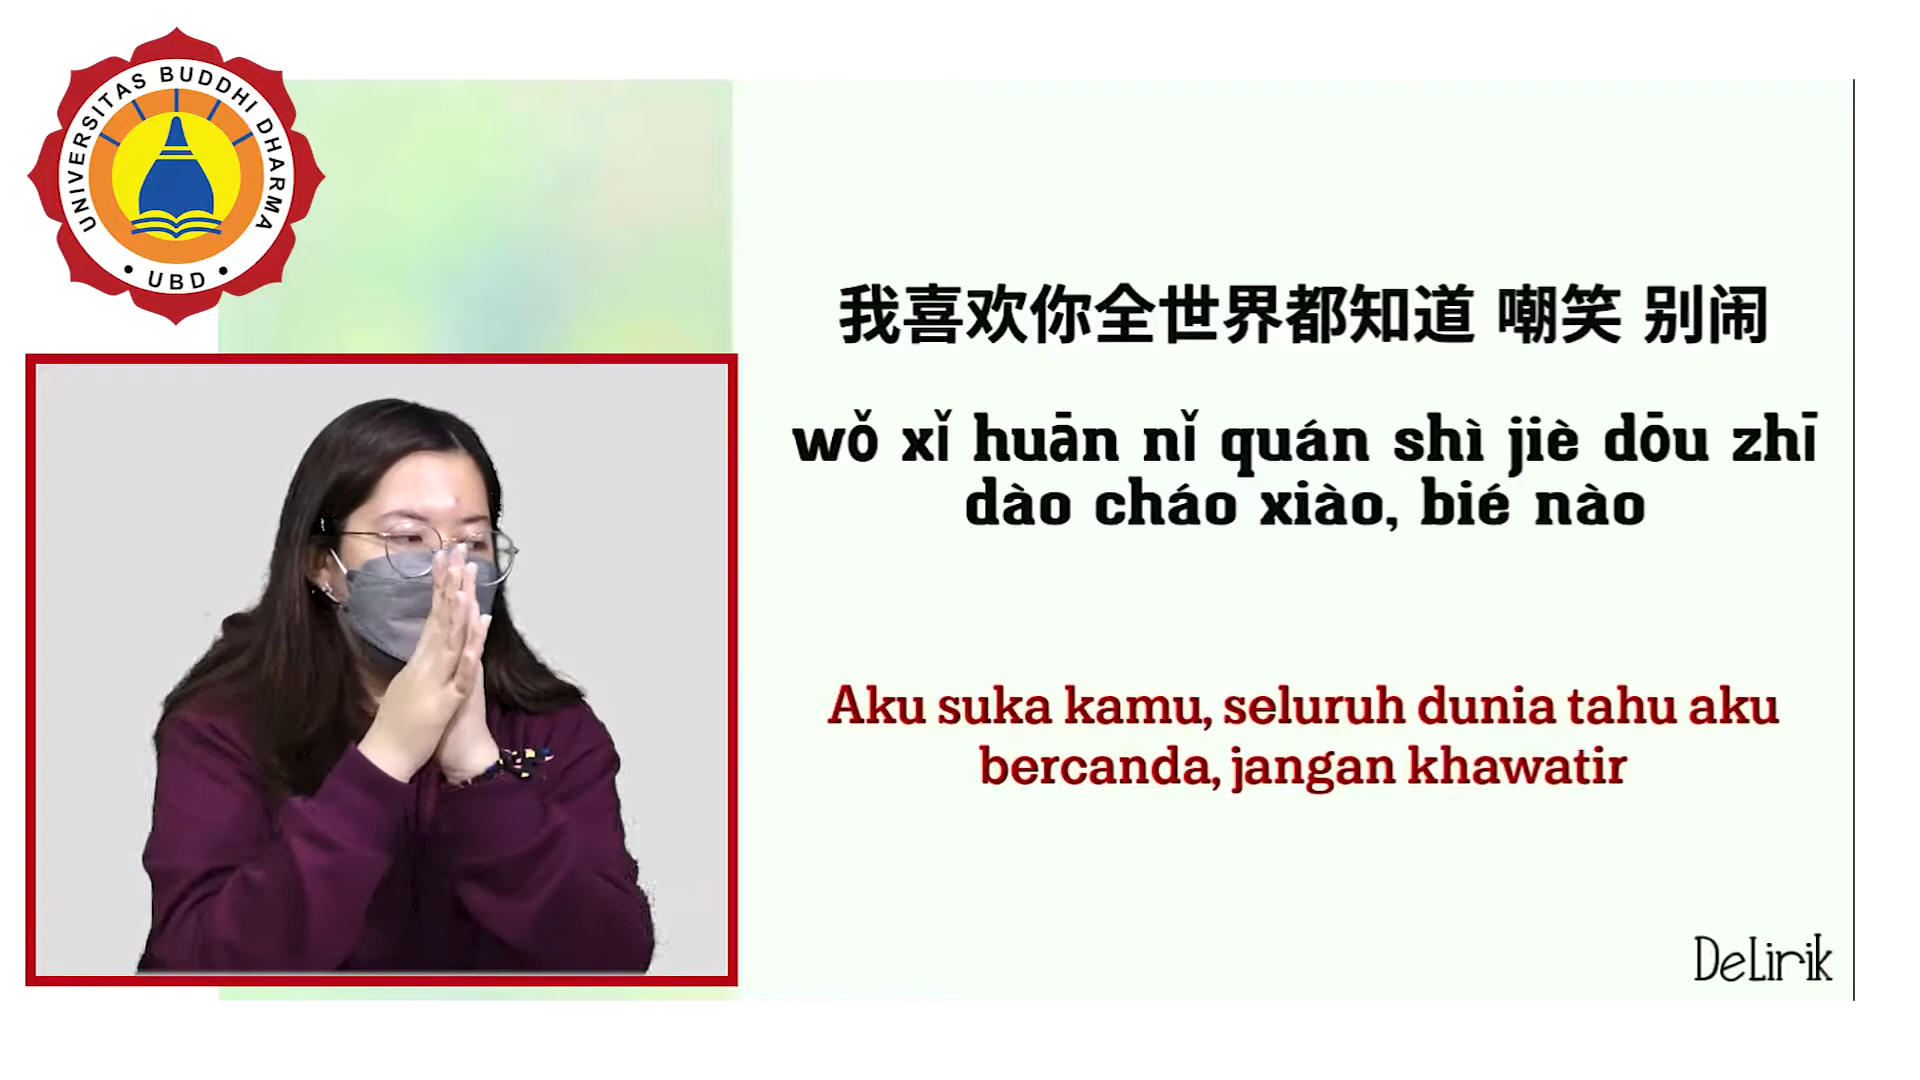 UNIVERSITAS BUDDHI DHARMA
• UBD •
我喜欢你全世界都知道 嘲笑 别闹
wǒ xǐ huān nǐ quán shì jiè dōu zhī
dào cháo xiào, bié nào
Aku suka kamu, seluruh dunia tahu aku
bercanda, jangan khawatir
DeLirik